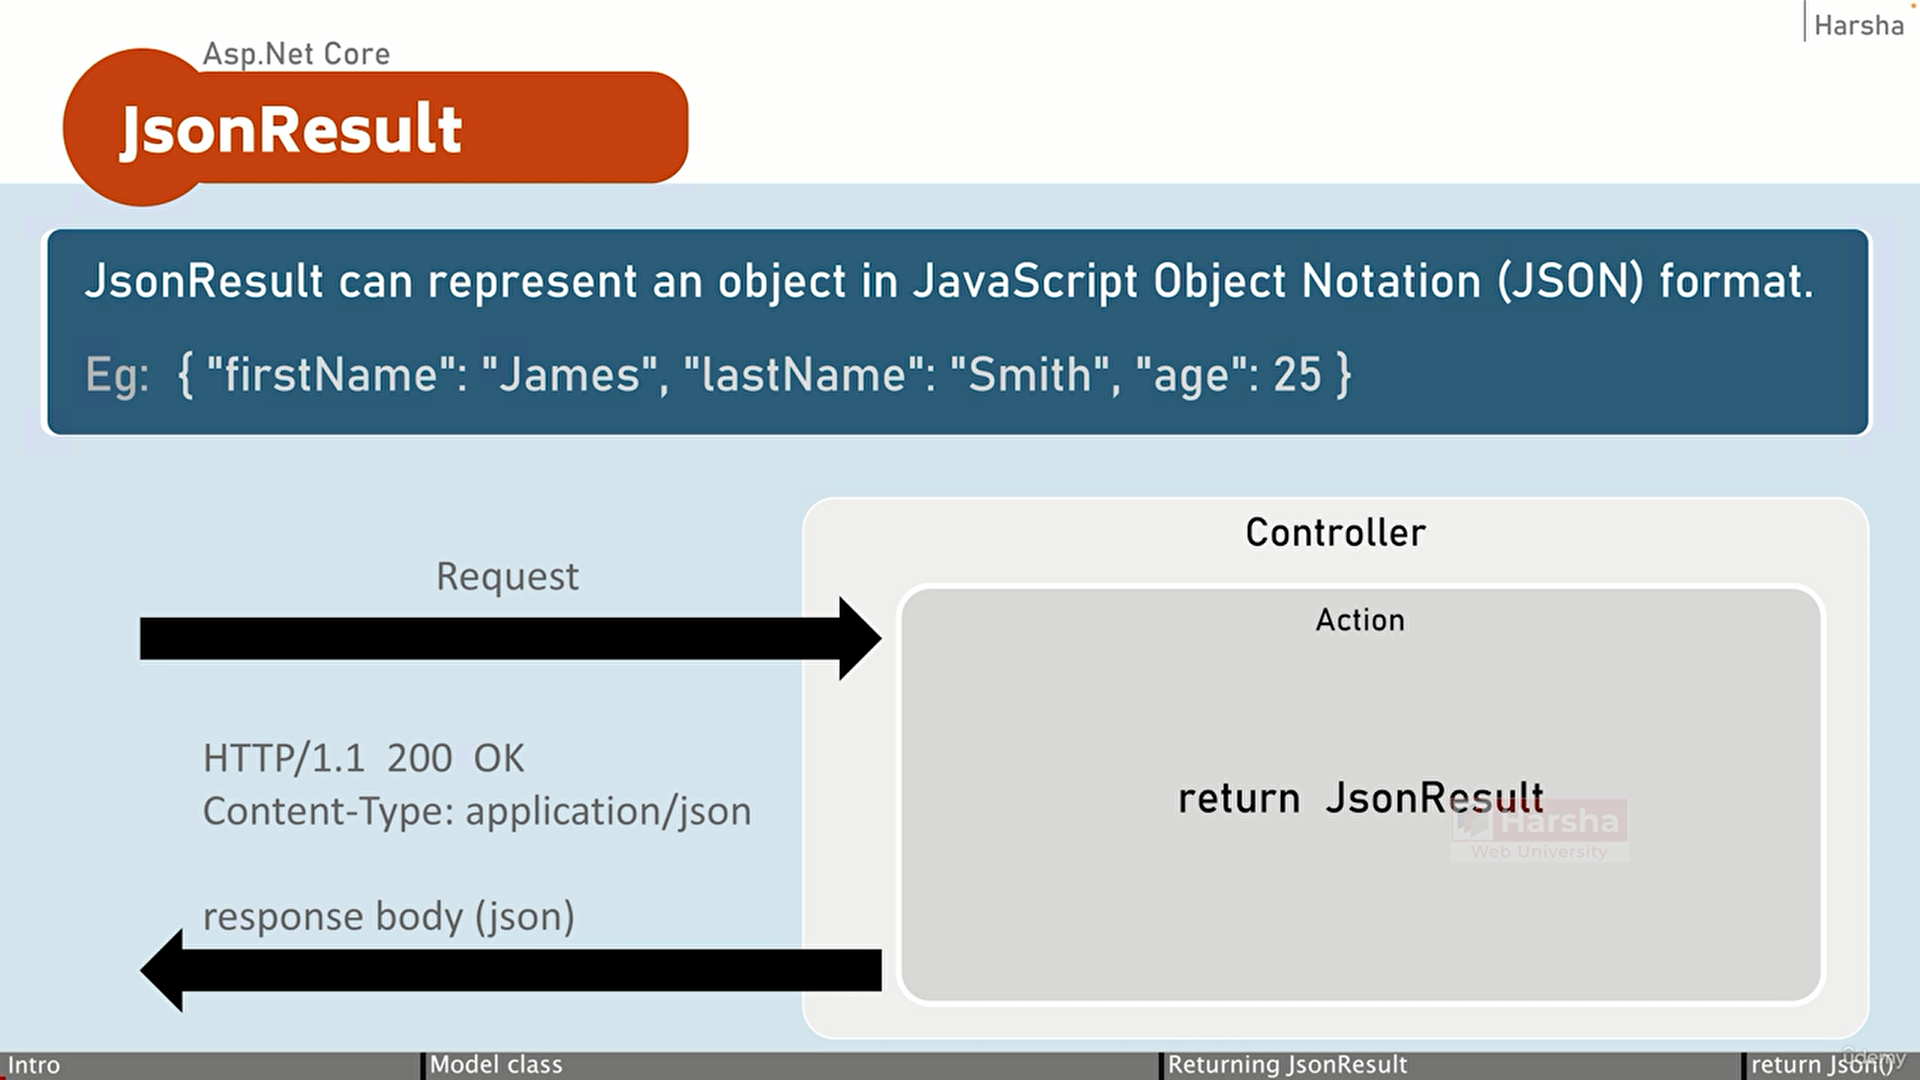 Harsha
Asp.Net Core
JsonResult
JsonResult can represent an object in JavaScript Object Notation (JSON) format.
Eg: { "firstName": "James", "lastName": "Smith", "age": 25 }
Controller
Request
Action
HTTP/1.1 200 OK
Content-Type: application/json
return JsonResult
Harsha
Web University
response body (json)
Intro
Model class
Returning JsonResult
return Json()
ûdemy